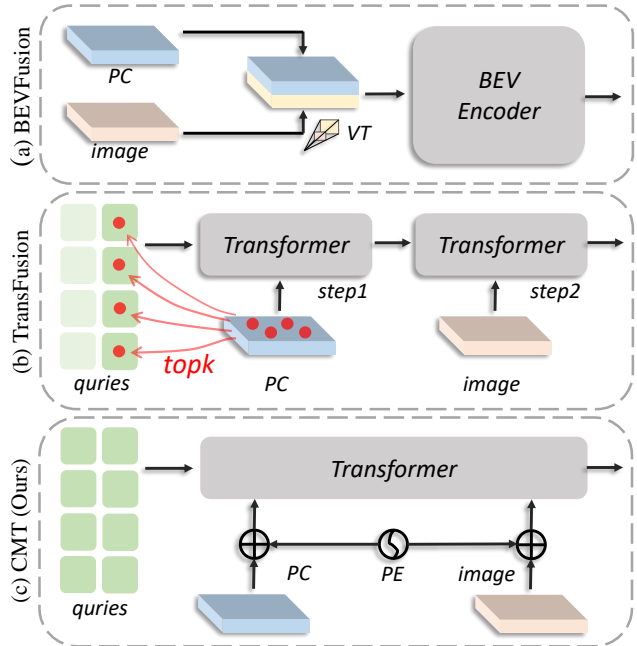 (a) BEVFusion
PC
image
VT
BEV
Encoder
(b) TransFusion
Transformer
Transformer
step1
step2
topk
quries
PC
image
(c) CMT (Ours)
Transformer
PC
PE
image
quries